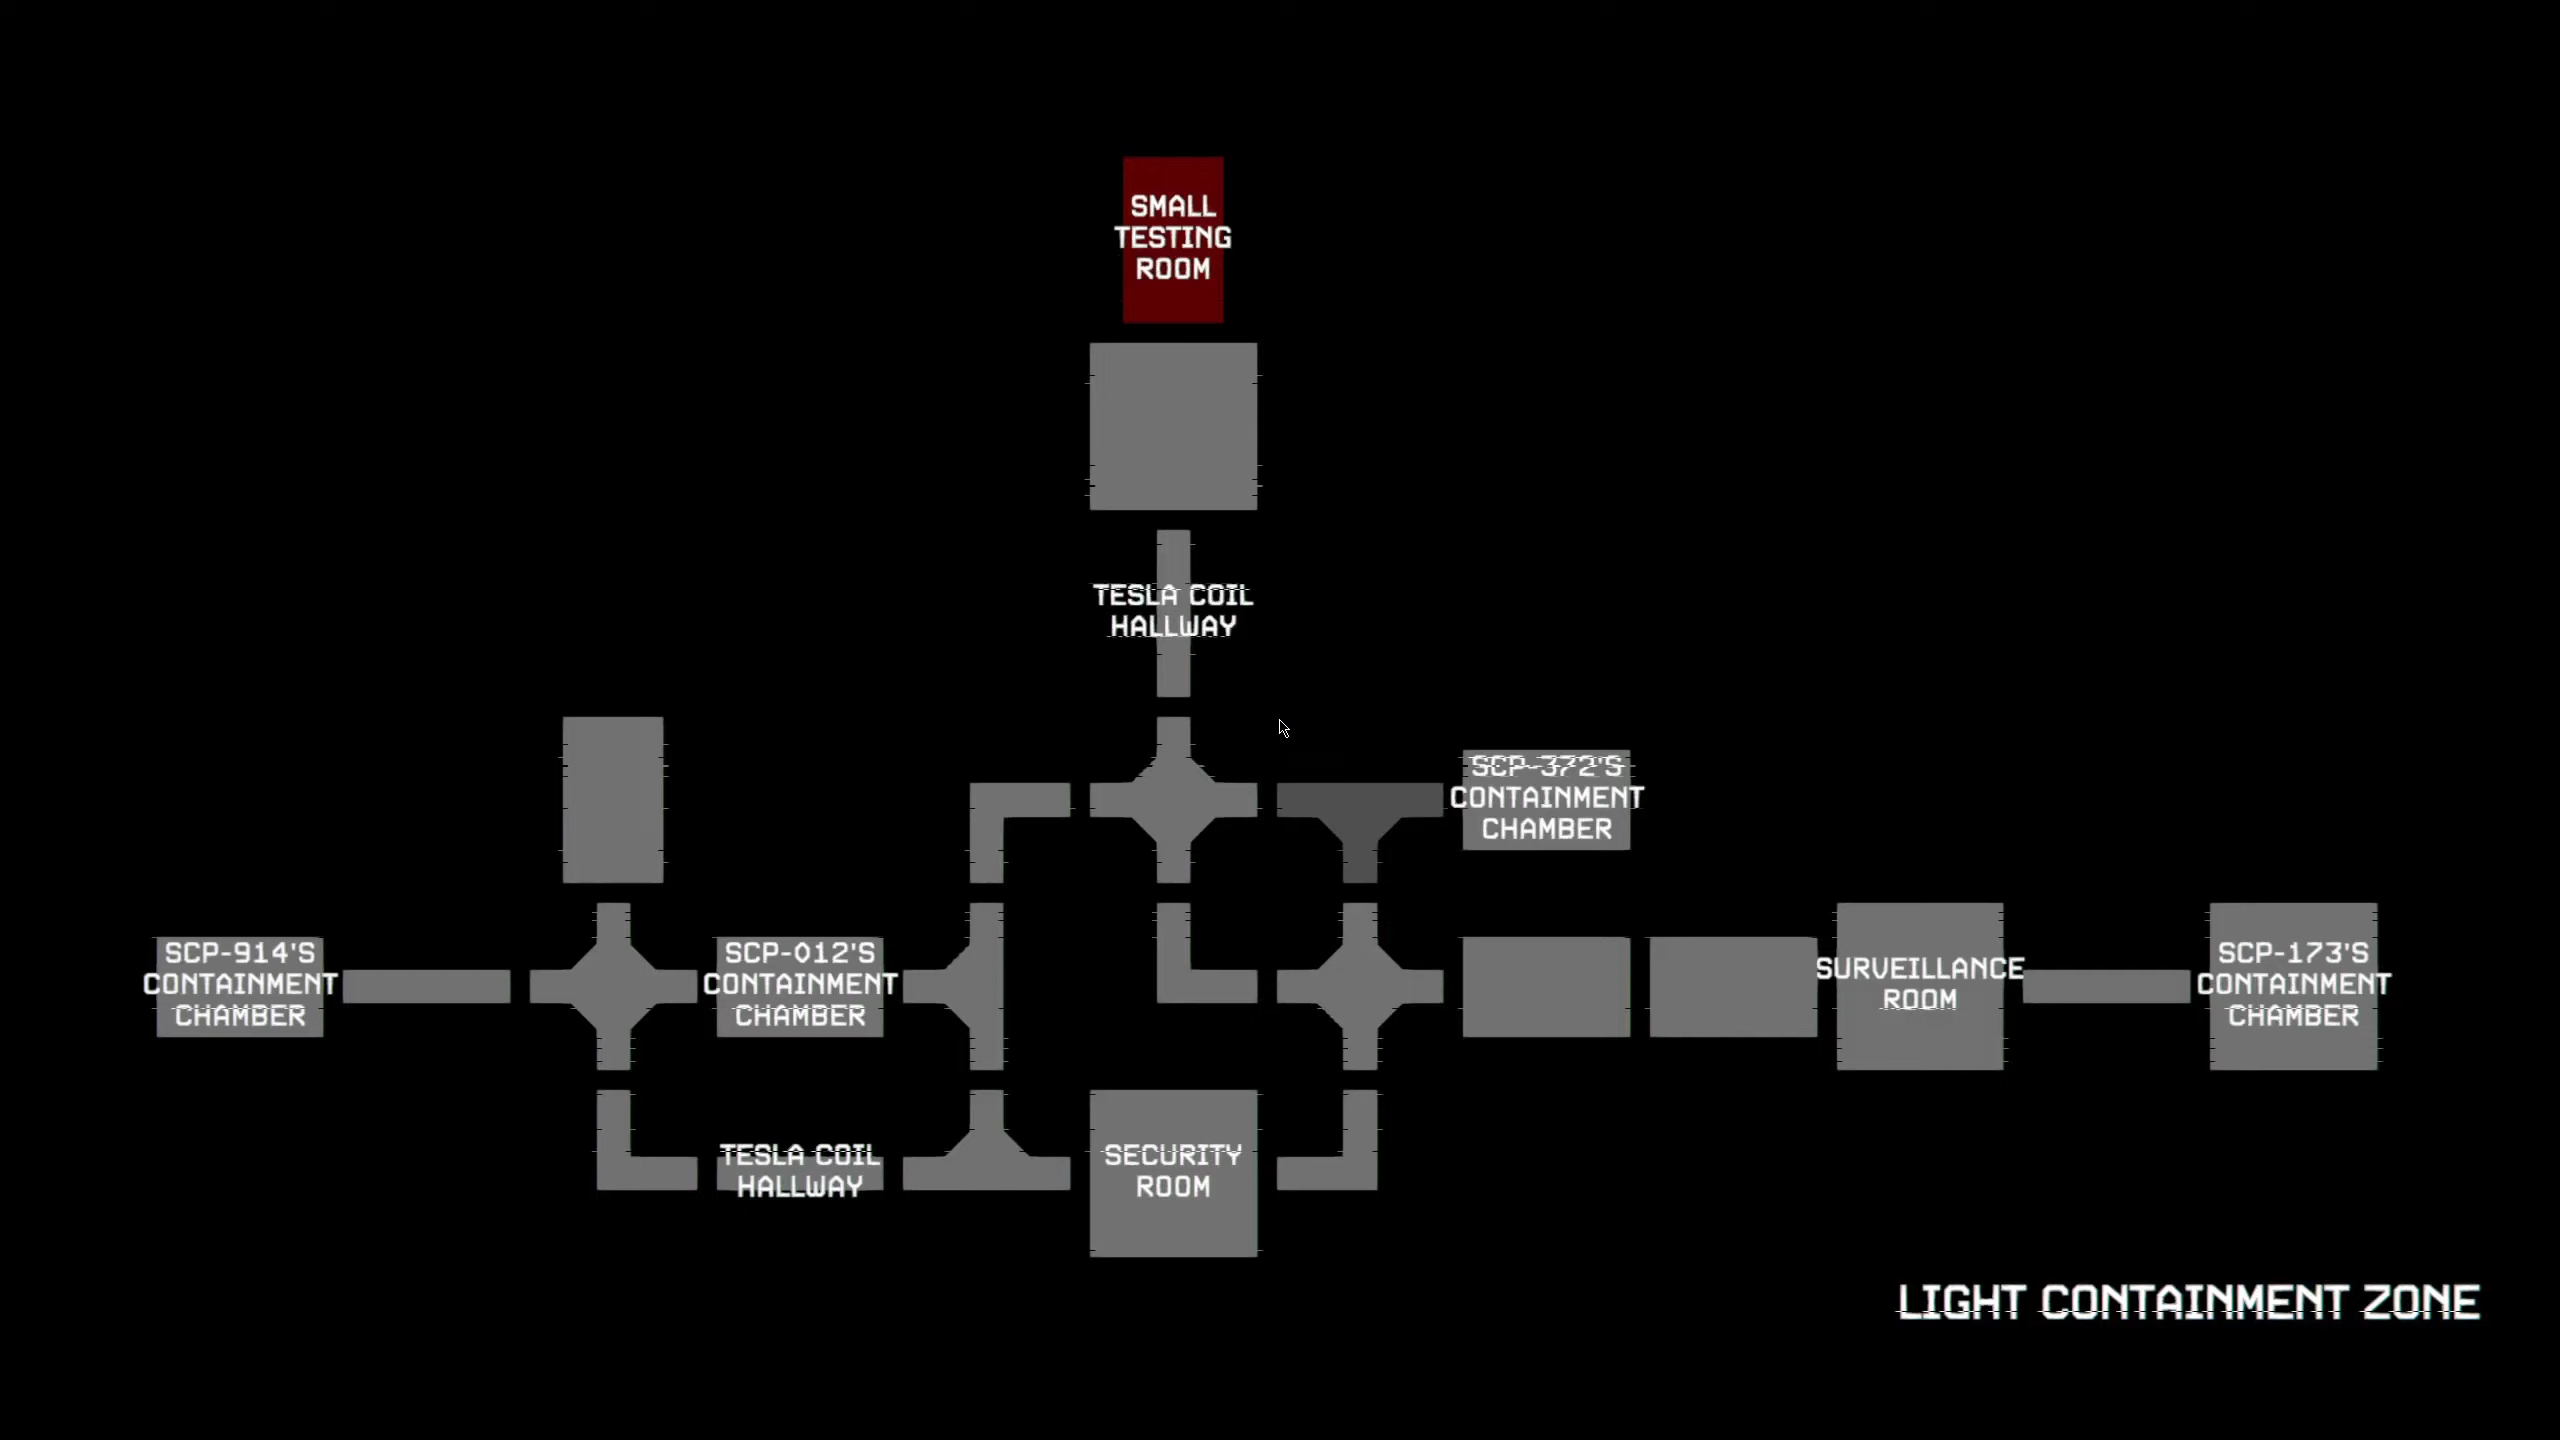 SMALL
TESTING
ROOM
TESLA COIL
HALLWAY
SCP-372'S
CONTAINMENT
CHAMBER
SCP-914'S
CONTAINMENT
CHAMBER
SCP-012'S
CONTAINMENT
CHAMBER
SURVEILLANCE
ROOM
SCP-173'S
CONTAINMENT
CHAMBER
TESLA COIL
HALLWAY
SECURITY
ROOM
LIGHT CONTAINMENT ZONE